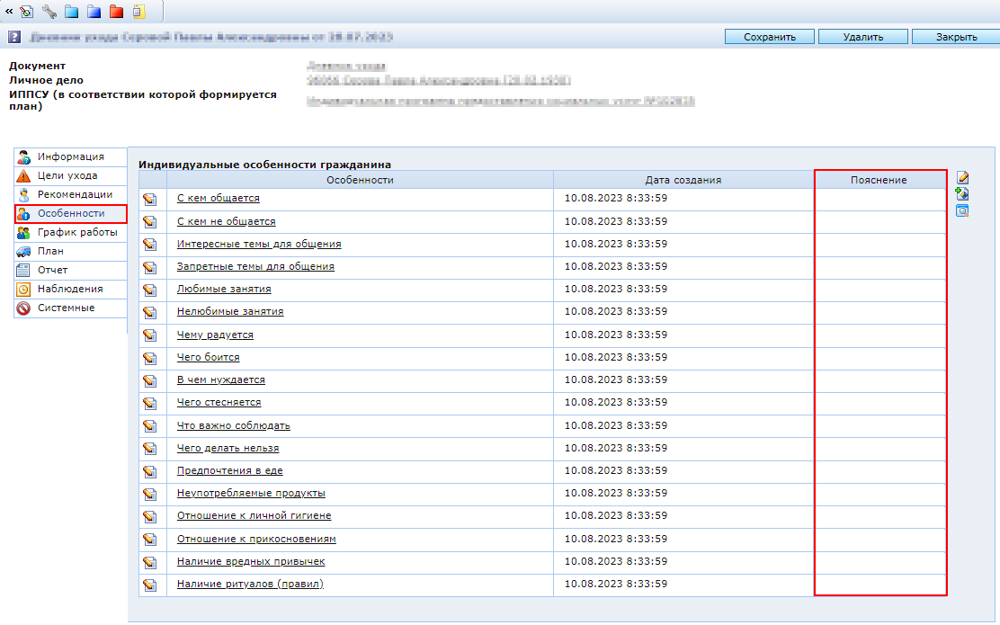 «
?
Сохранить Удалить Закрыть
Документ
Личное дело
ИППСУ (в соответствии которой формируется
план)
Информация
Цели ухода
Рекомендации
Особенности
График работы
План
Отчет
Наблюдения
Системные
Индивидуальные особенности гражданина
Особенности Дата создания Пояснение
С кем общается 10.08.2023 8:33:59
С кем не общается 10.08.2023 8:33:59
Интересные темы для общения 10.08.2023 8:33:59
Запретные темы для общения 10.08.2023 8:33:59
Любимые занятия 10.08.2023 8:33:59
Нелюбимые занятия 10.08.2023 8:33:59
Чему радуется 10.08.2023 8:33:59
Чего боится 10.08.2023 8:33:59
В чем нуждается 10.08.2023 8:33:59
Чего стесняется 10.08.2023 8:33:59
Что важно соблюдать 10.08.2023 8:33:59
Чего делать нельзя 10.08.2023 8:33:59
Предпочтения в еде 10.08.2023 8:33:59
Неупотребляемые продукты 10.08.2023 8:33:59
Отношение к личной гигиене 10.08.2023 8:33:59
Отношение к прикосновениям 10.08.2023 8:33:59
Наличие вредных привычек 10.08.2023 8:33:59
Наличие ритуалов (правил) 10.08.2023 8:33:59